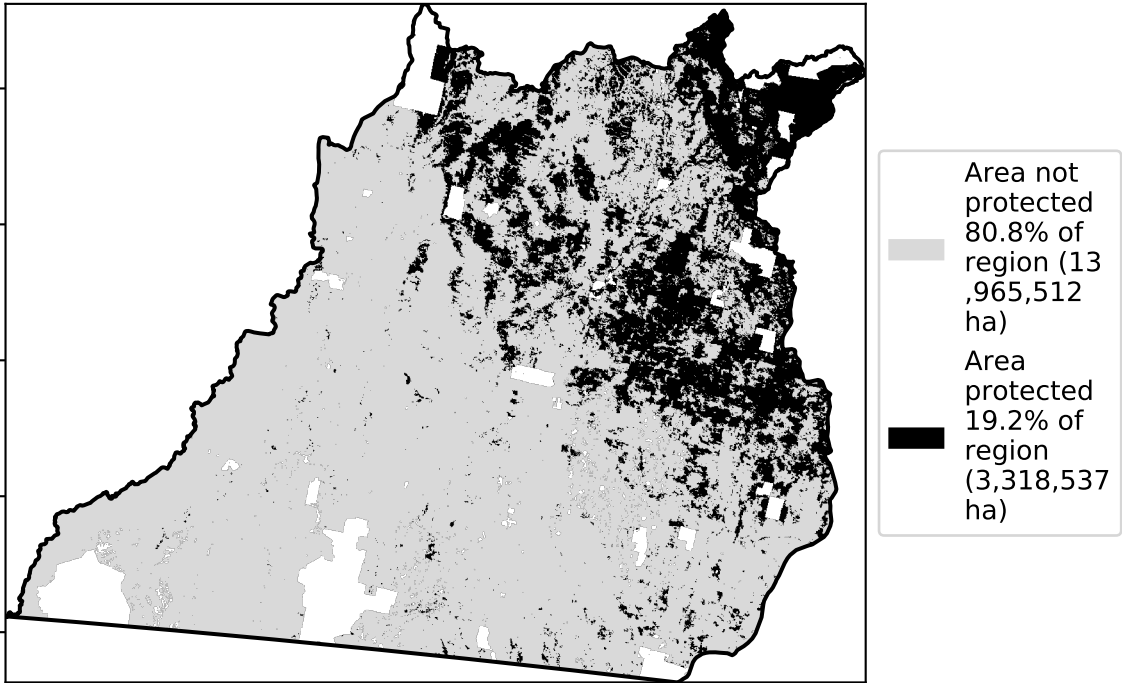 Area not
protected
80.8% of
region (13
,965,512
ha)
Area
protected
19.2% of
region
(3,318,537
ha)